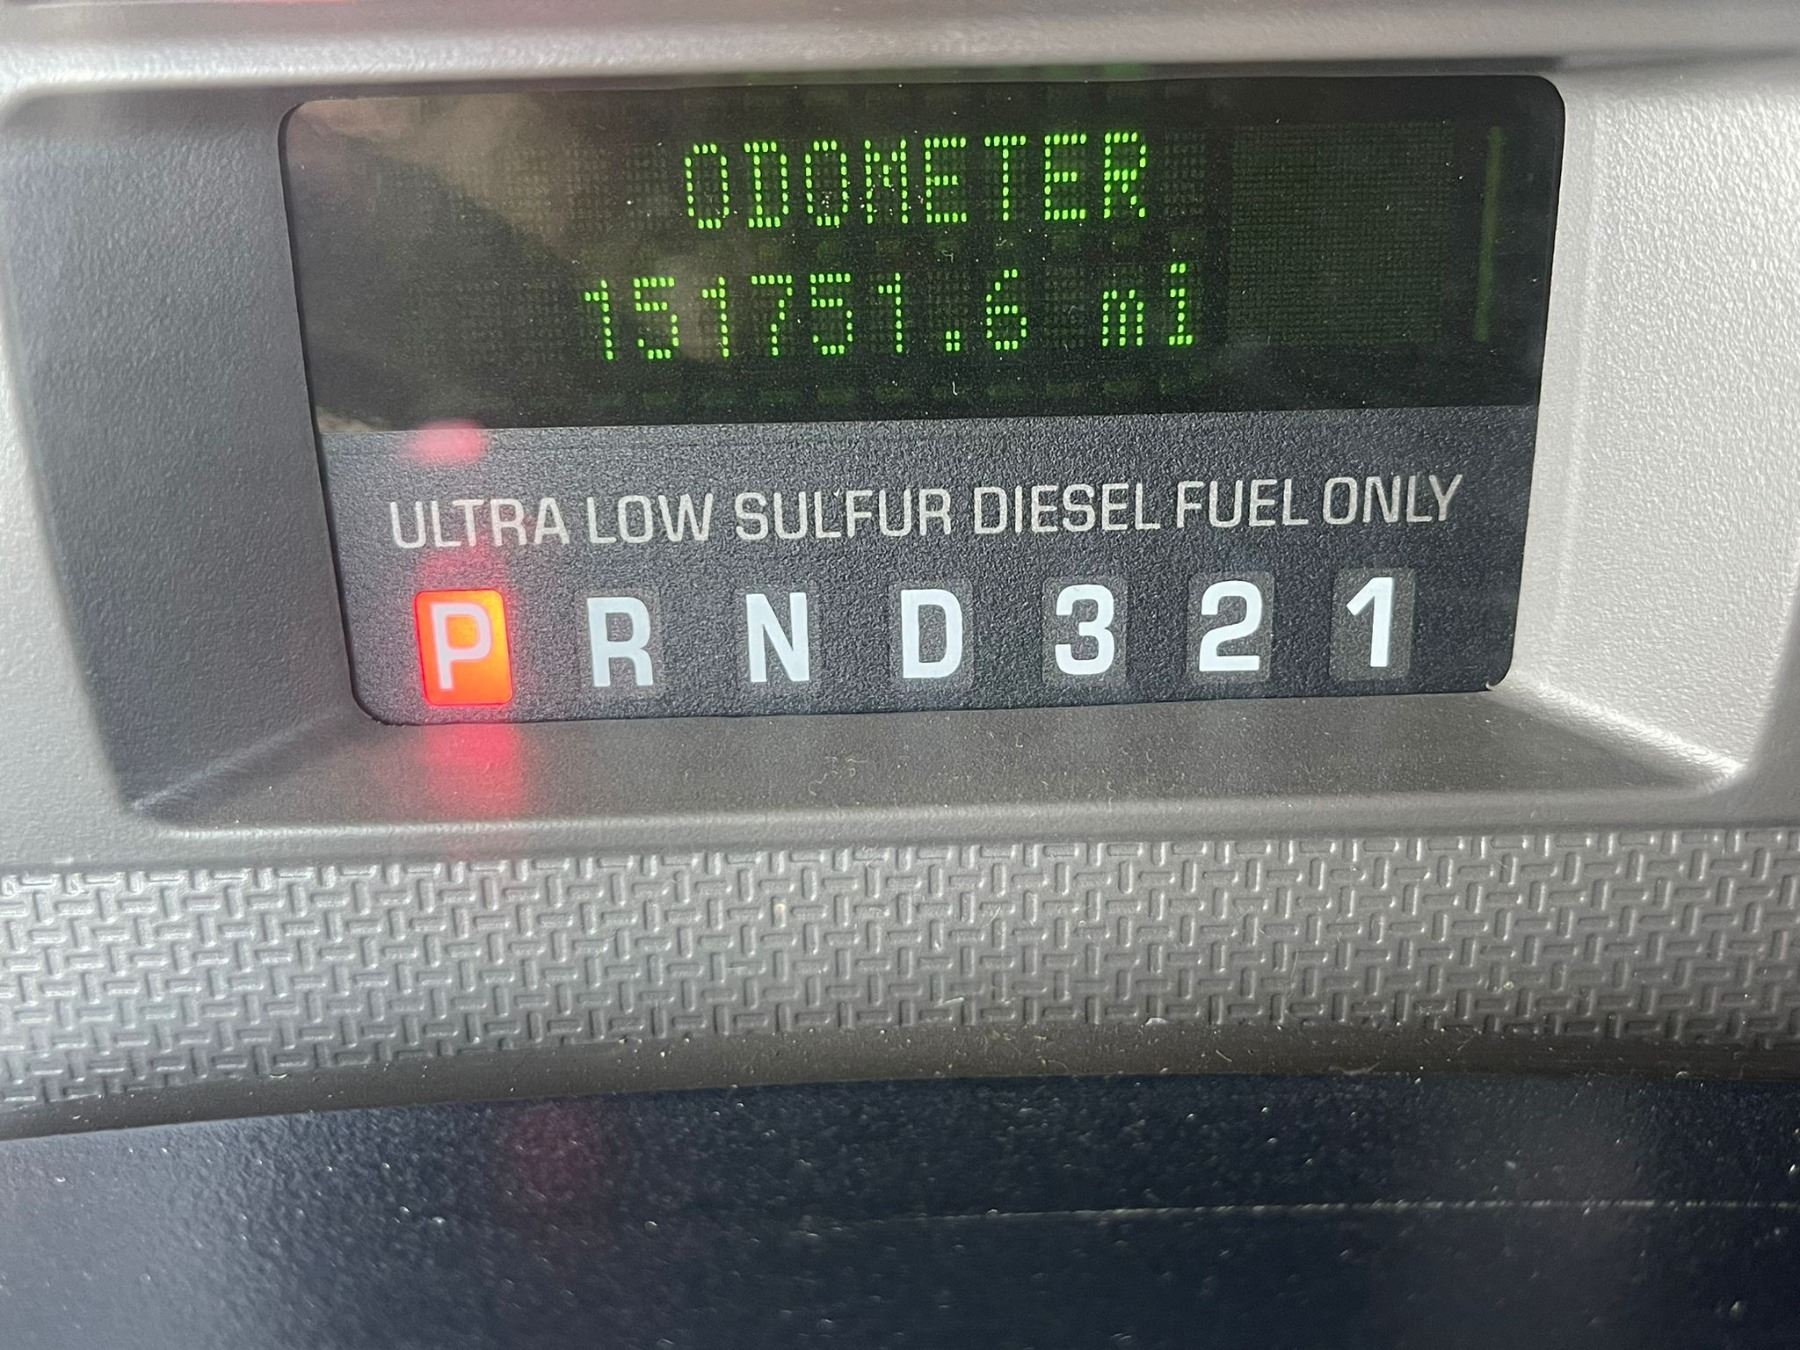 ODOMETER
151751.6 mi
ULTRA LOW SULFUR DIESEL FUEL ONLY
P R N D 3 2 1